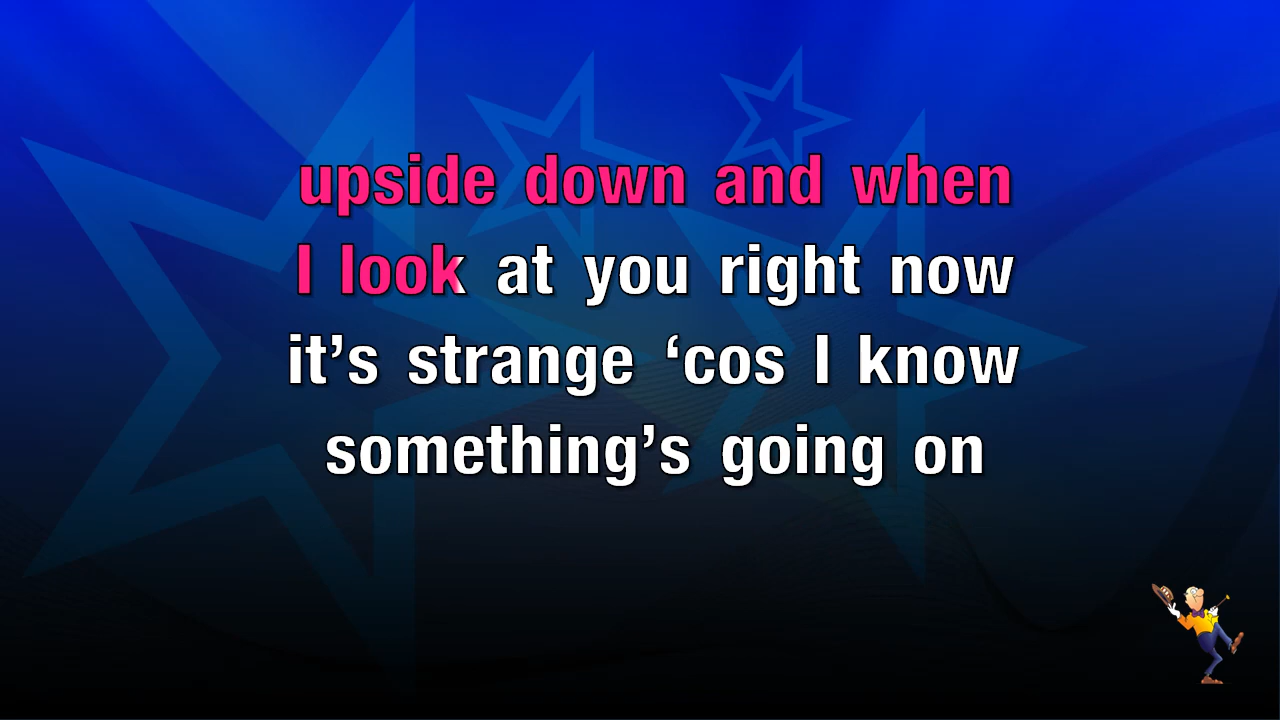 upside down and when
I look at you right now
it’s strange ‘cos I know
something’s going on